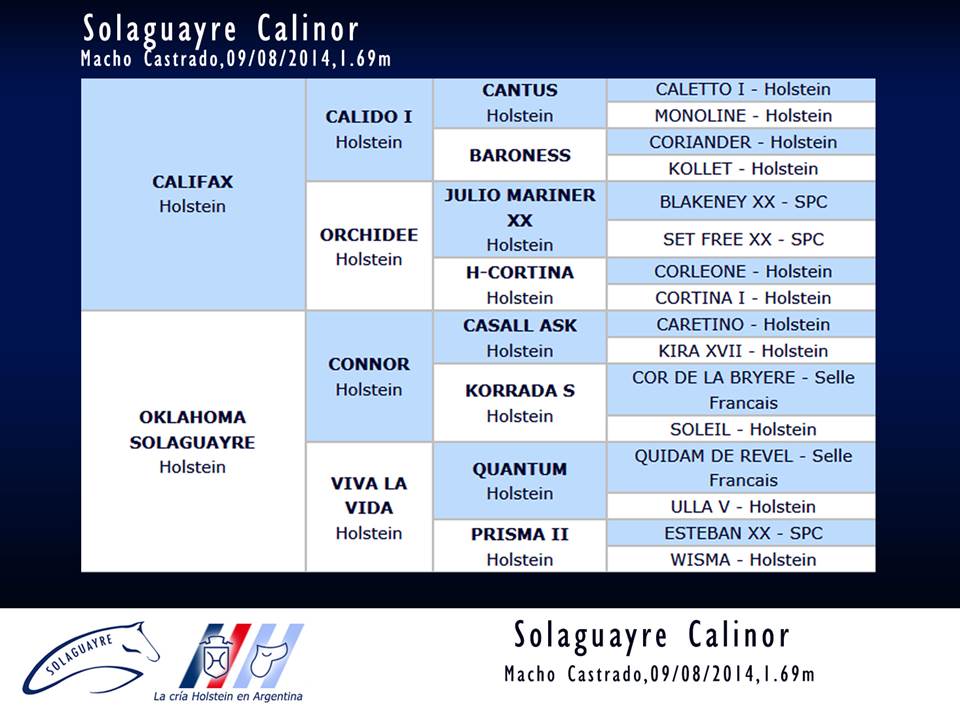 Solaguayre Calinor
Macho Castrado,09/08/2014,1.69m
CALIFAX
Holstein
CALIDO I
Holstein
CANTUS
Holstein
CALETTO I - Holstein
MONOLINE - Holstein
BARONESS
CORIANDER - Holstein
KOLLET - Holstein
ORCHIDEE
Holstein
JULIO MARINER
XX
Holstein
BLAKENEY XX - SPC
SET FREE XX - SPC
H-CORTINA
Holstein
CORLEONE - Holstein
CORTINA I - Holstein
OKLAHOMA
SOLAGUAYRE
Holstein
CONNOR
Holstein
CASALL ASK
Holstein
CARETINO - Holstein
KIRA XVII - Holstein
KORRADA S
Holstein
COR DE LA BRYERE - Selle
Francais
SOLEIL - Holstein
VIVA LA
VIDA
Holstein
QUANTUM
Holstein
QUIDAM DE REVEL - Selle
Francais
ULLA V - Holstein
PRISMA II
Holstein
ESTEBAN XX - SPC
WISMA - Holstein
SOLAGUAYRE
La cría Holstein en Argentina
Solaguayre Calinor
Macho Castrado,09/08/2014,1.69m